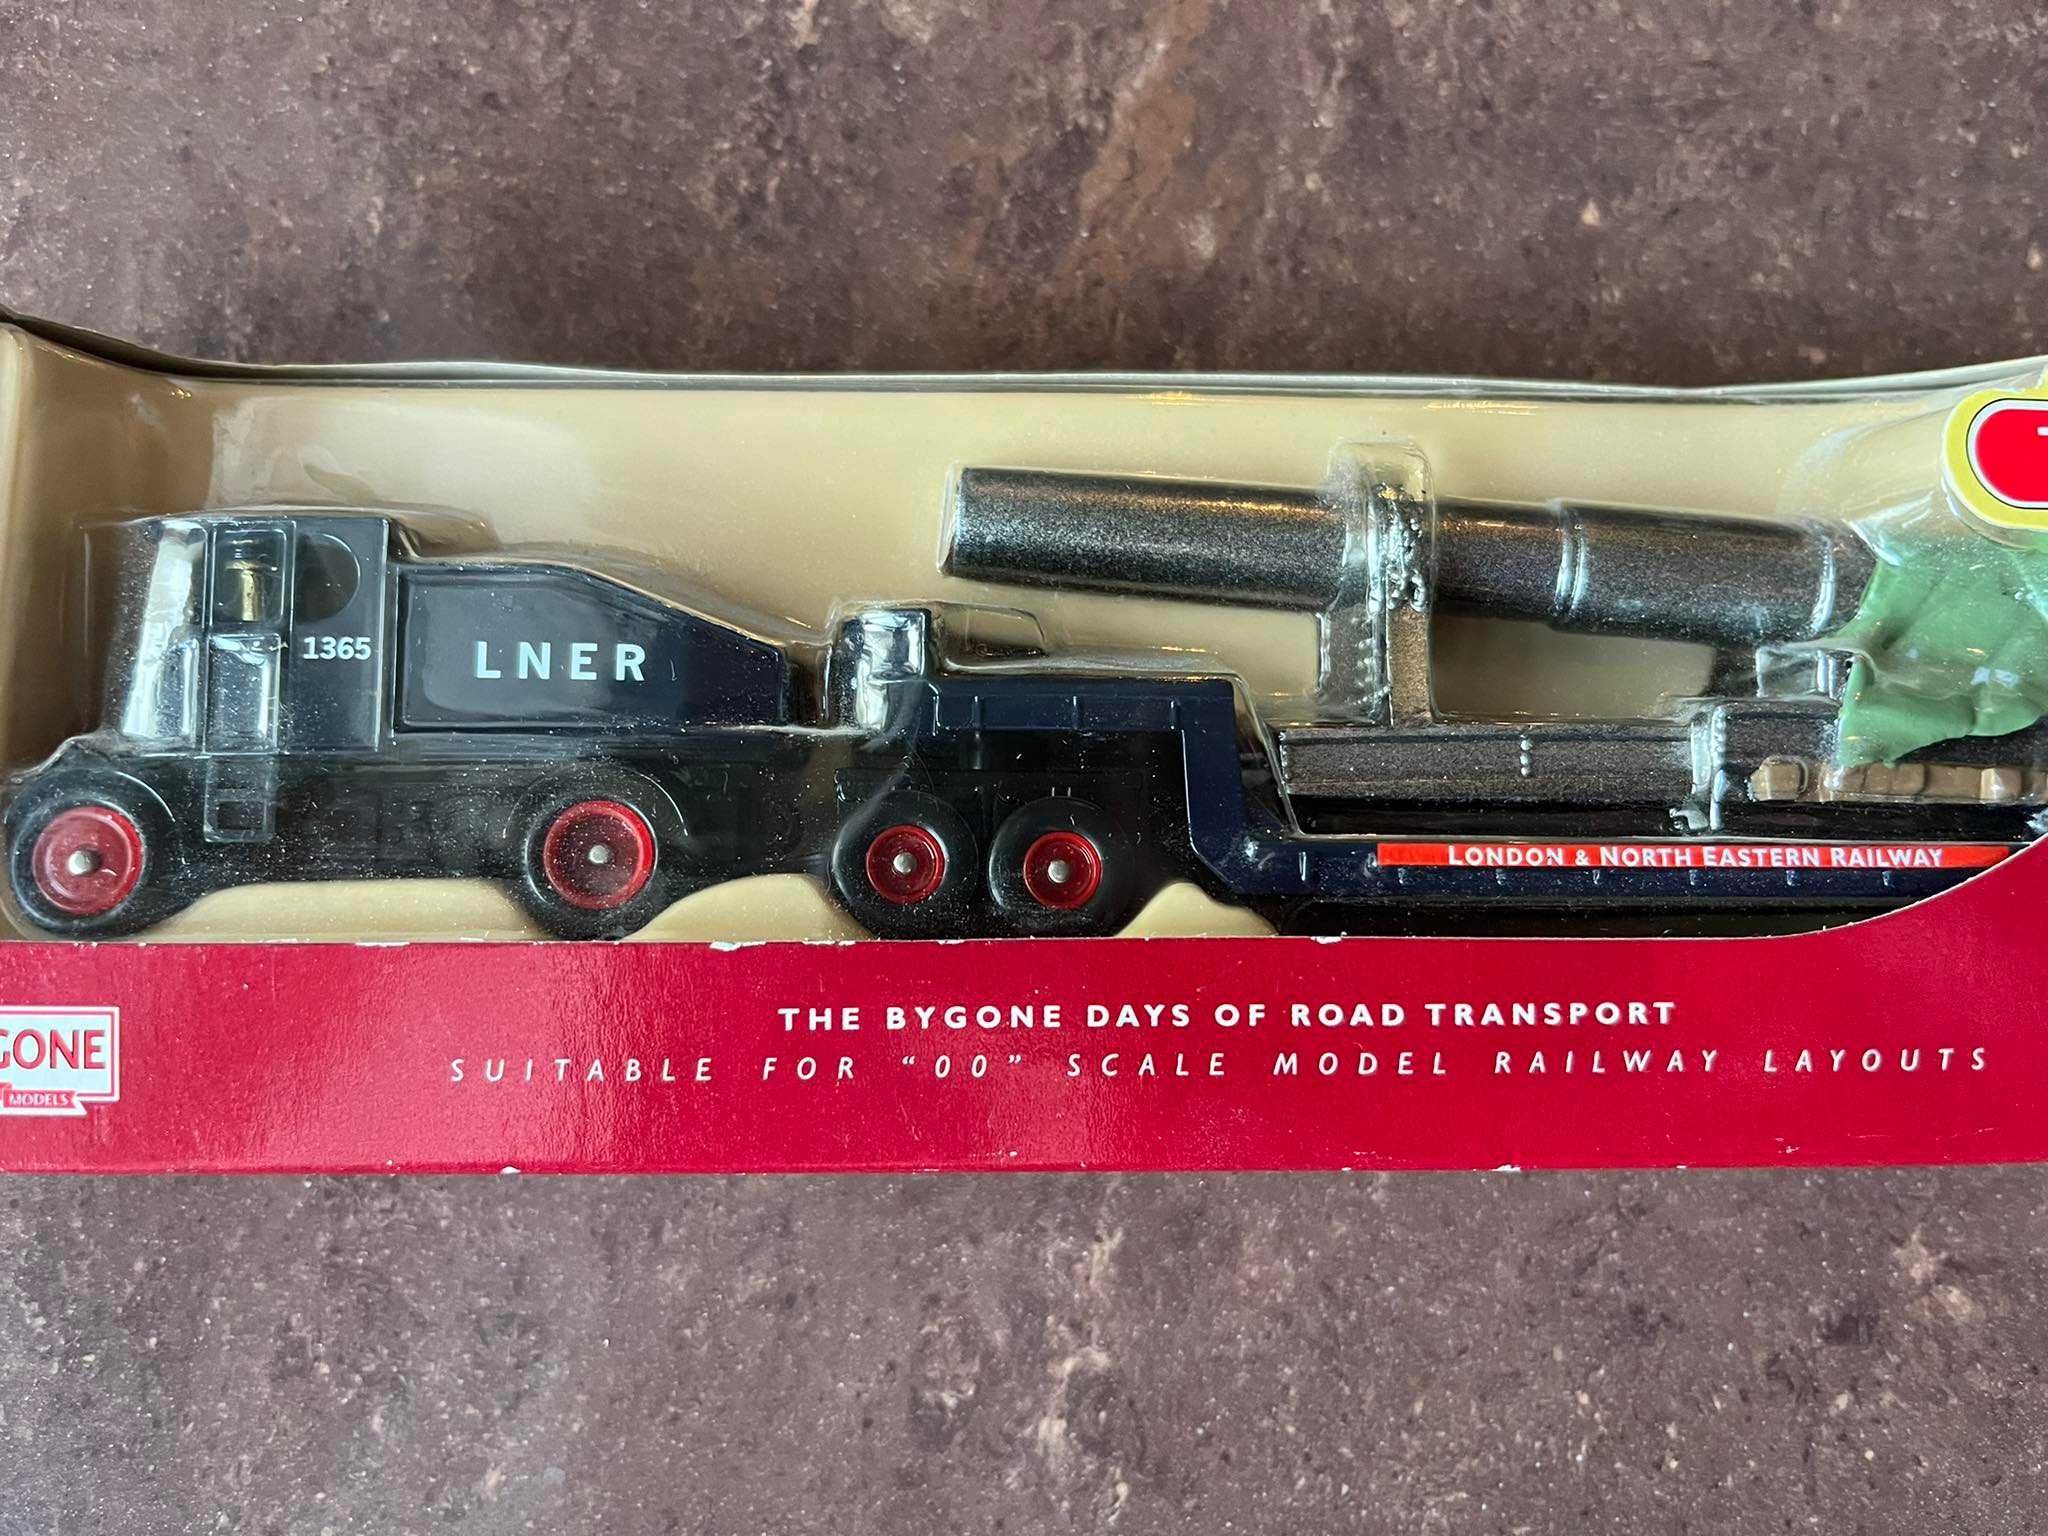 1365
LNER
LONDON & NORTH EASTERN RAILWAY
THE BYGONE DAYS OF ROAD TRANSPORT
SUITABLE FOR "00" SCALE MODEL RAILWAY LAYOUTS
GONE
MODELS